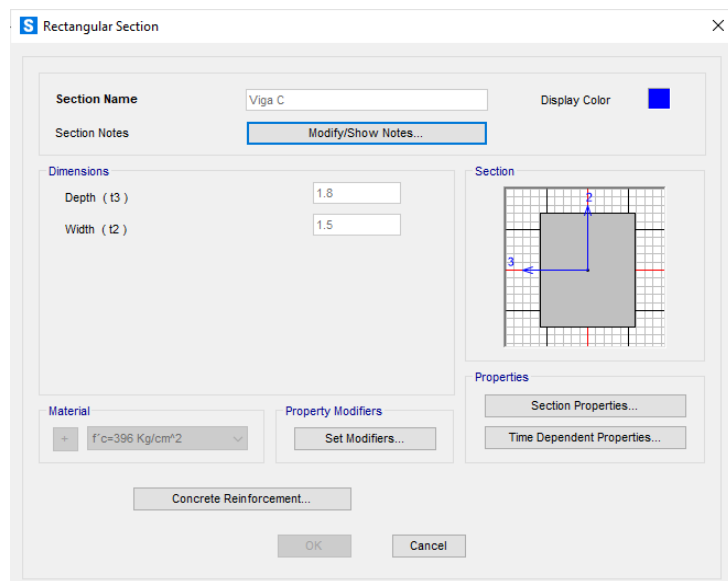 S Rectangular Section
Section Name
Viga C
Display Color
Section Notes
Modify/Show Notes...
Dimensions
Depth ( t3 )
1.8
Width ( t2 )
1.5
Section
2
3
Properties
Section Properties...
Time Dependent Properties...
Material
+
f´c=396 Kg/cm^2
Property Modifiers
Set Modifiers...
Concrete Reinforcement...
OK
Cancel